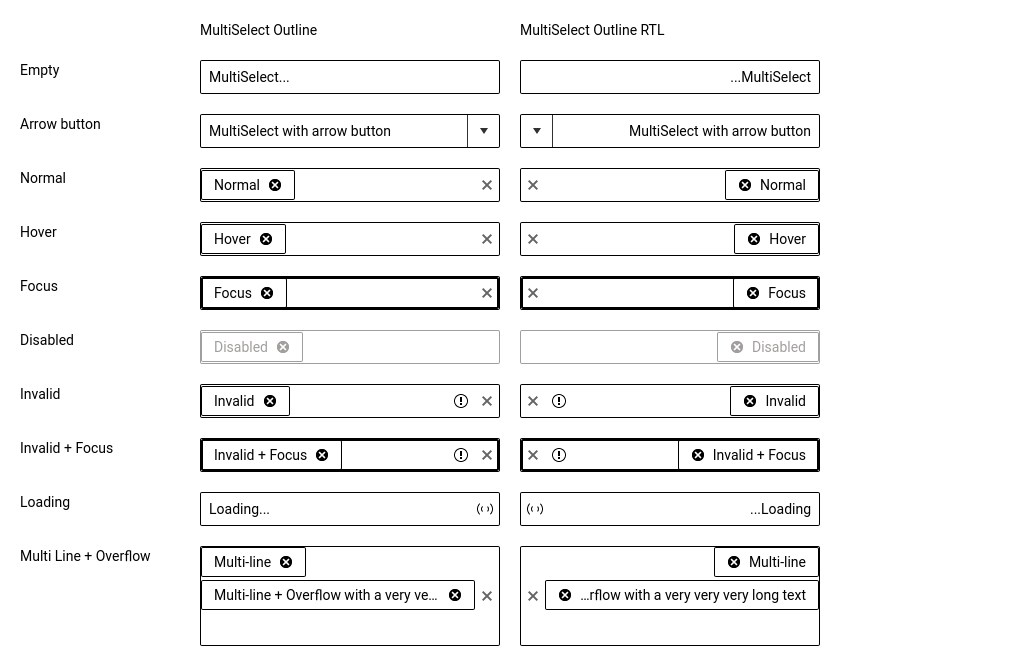 MultiSelect Outline MultiSelect Outline RTL
Empty MultiSelect... ...MultiSelect
Arrow button MultiSelect with arrow button MultiSelect with arrow button
Normal Normal Normal
Hover Hover Hover
Focus Focus Focus
Disabled Disabled Disabled
Invalid Invalid Invalid
Invalid + Focus Invalid + Focus Invalid + Focus
Loading Loading... ...Loading
Multi Line + Overflow Multi-line Multi-line
Multi-line + Overflow with a very ve... ...rflow with a very very very long text